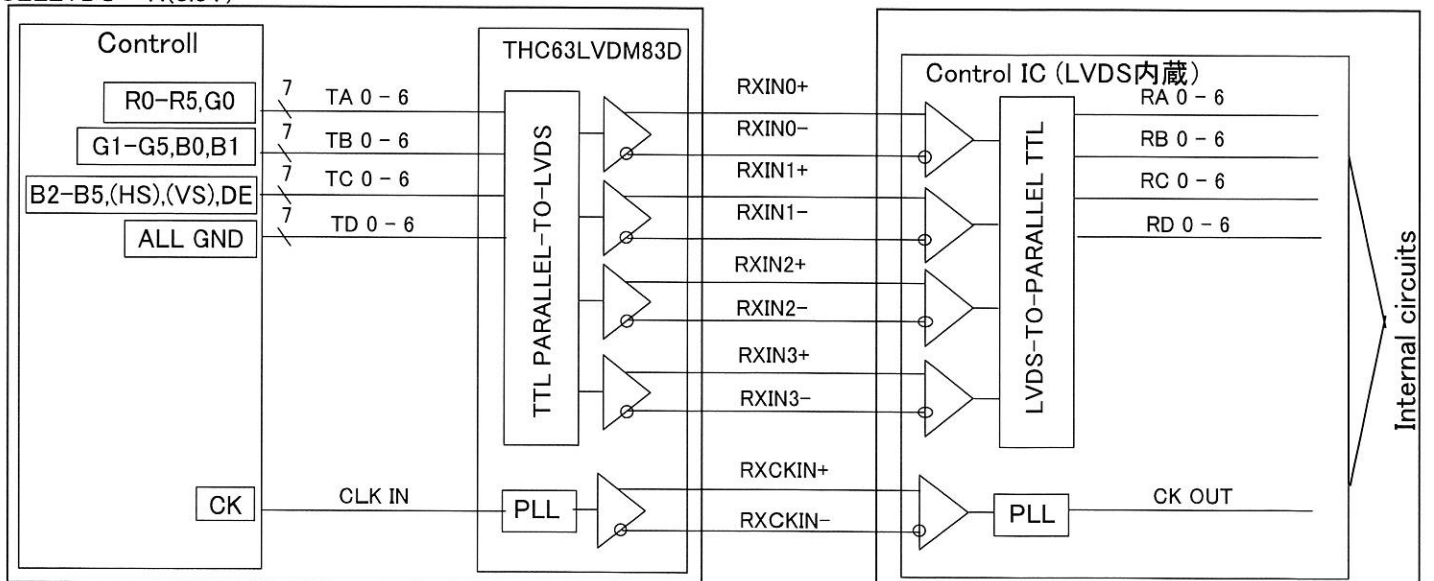 Controll
THC63LVDM83D
Control IC (LVDS内蔵)
R0-R5,G0
7
TA 0 - 6
RXIN0+
RA 0 - 6
G1-G5,B0,B1
7
TB 0 - 6
RXIN0-
RB 0 - 6
B2-B5,(HS),(VS),DE
7
TC 0 - 6
RXIN1+
RC 0 - 6
ALL GND
7
TD 0 - 6
RXIN1-
RD 0 - 6
TTL PARALLEL-TO-LVDS
RXIN2+
RXIN2-
RXIN3+
RXIN3-
LVDS-TO-PARALLEL TTL
Internal circuits
CK
CLK IN
PLL
RXCKIN+
RXCKIN-
PLL
CK OUT